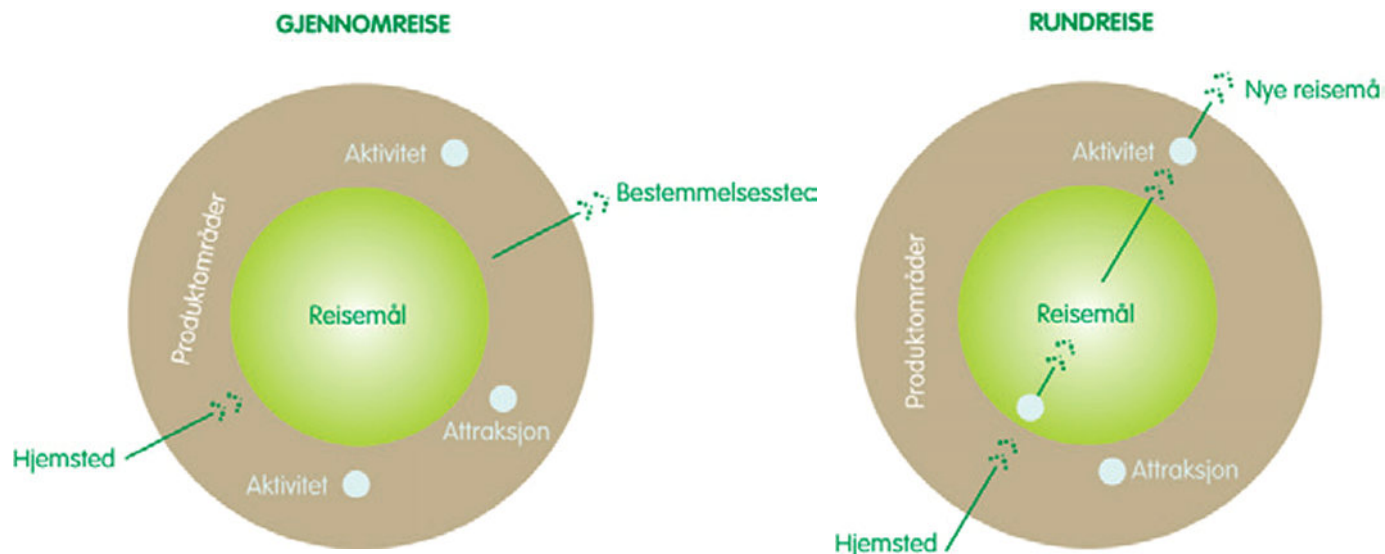 GJENNOMREISE
Aktivitet
Bestemmelsesstec
Produktområder
Reisemål
Attraksjon
Hjemsted
Aktivitet
RUNDREISE
Nye reisemå
Aktivitet
Produktområder
Reisemål
Attraksjon
Hjemsted